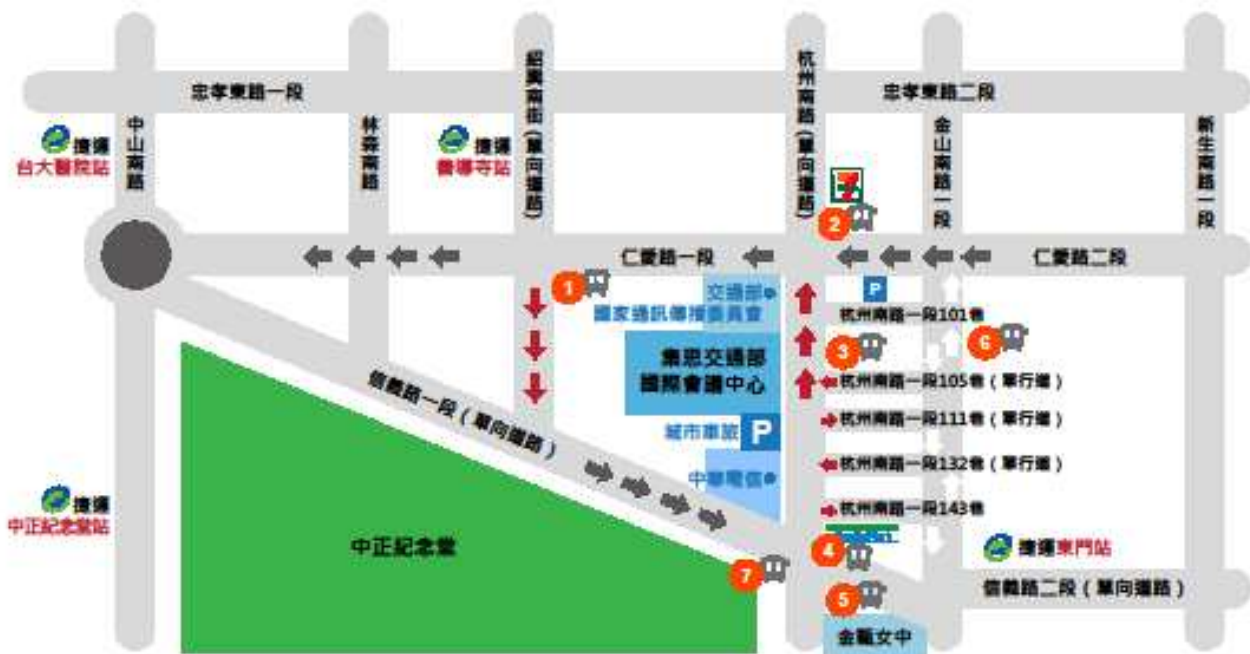 忠孝東路一段
忠孝東路二段
中山南路
林森南路
紹興南街(單向道路)
杭州南路(單向道路)
金山南路一段
新生南路一段
捷運
台大醫院站
捷運
善導寺站
7
2
仁愛路一段
仁愛路二段
1
交通部
國家通訊傳播委員會
P
杭州南路一段101巷
3
6
集思交通部
國際會議中心
杭州南路一段105巷(單行道)
信義路一段(單向道路)
杭州南路一段111巷(單行道)
城市車旅
P
杭州南路一段132巷(單行道)
中華電信
捷運
中正紀念堂站
杭州南路一段143巷
中正紀念堂
4
捷運東門站
7
5
信義路二段(單向道路)
金甌女中